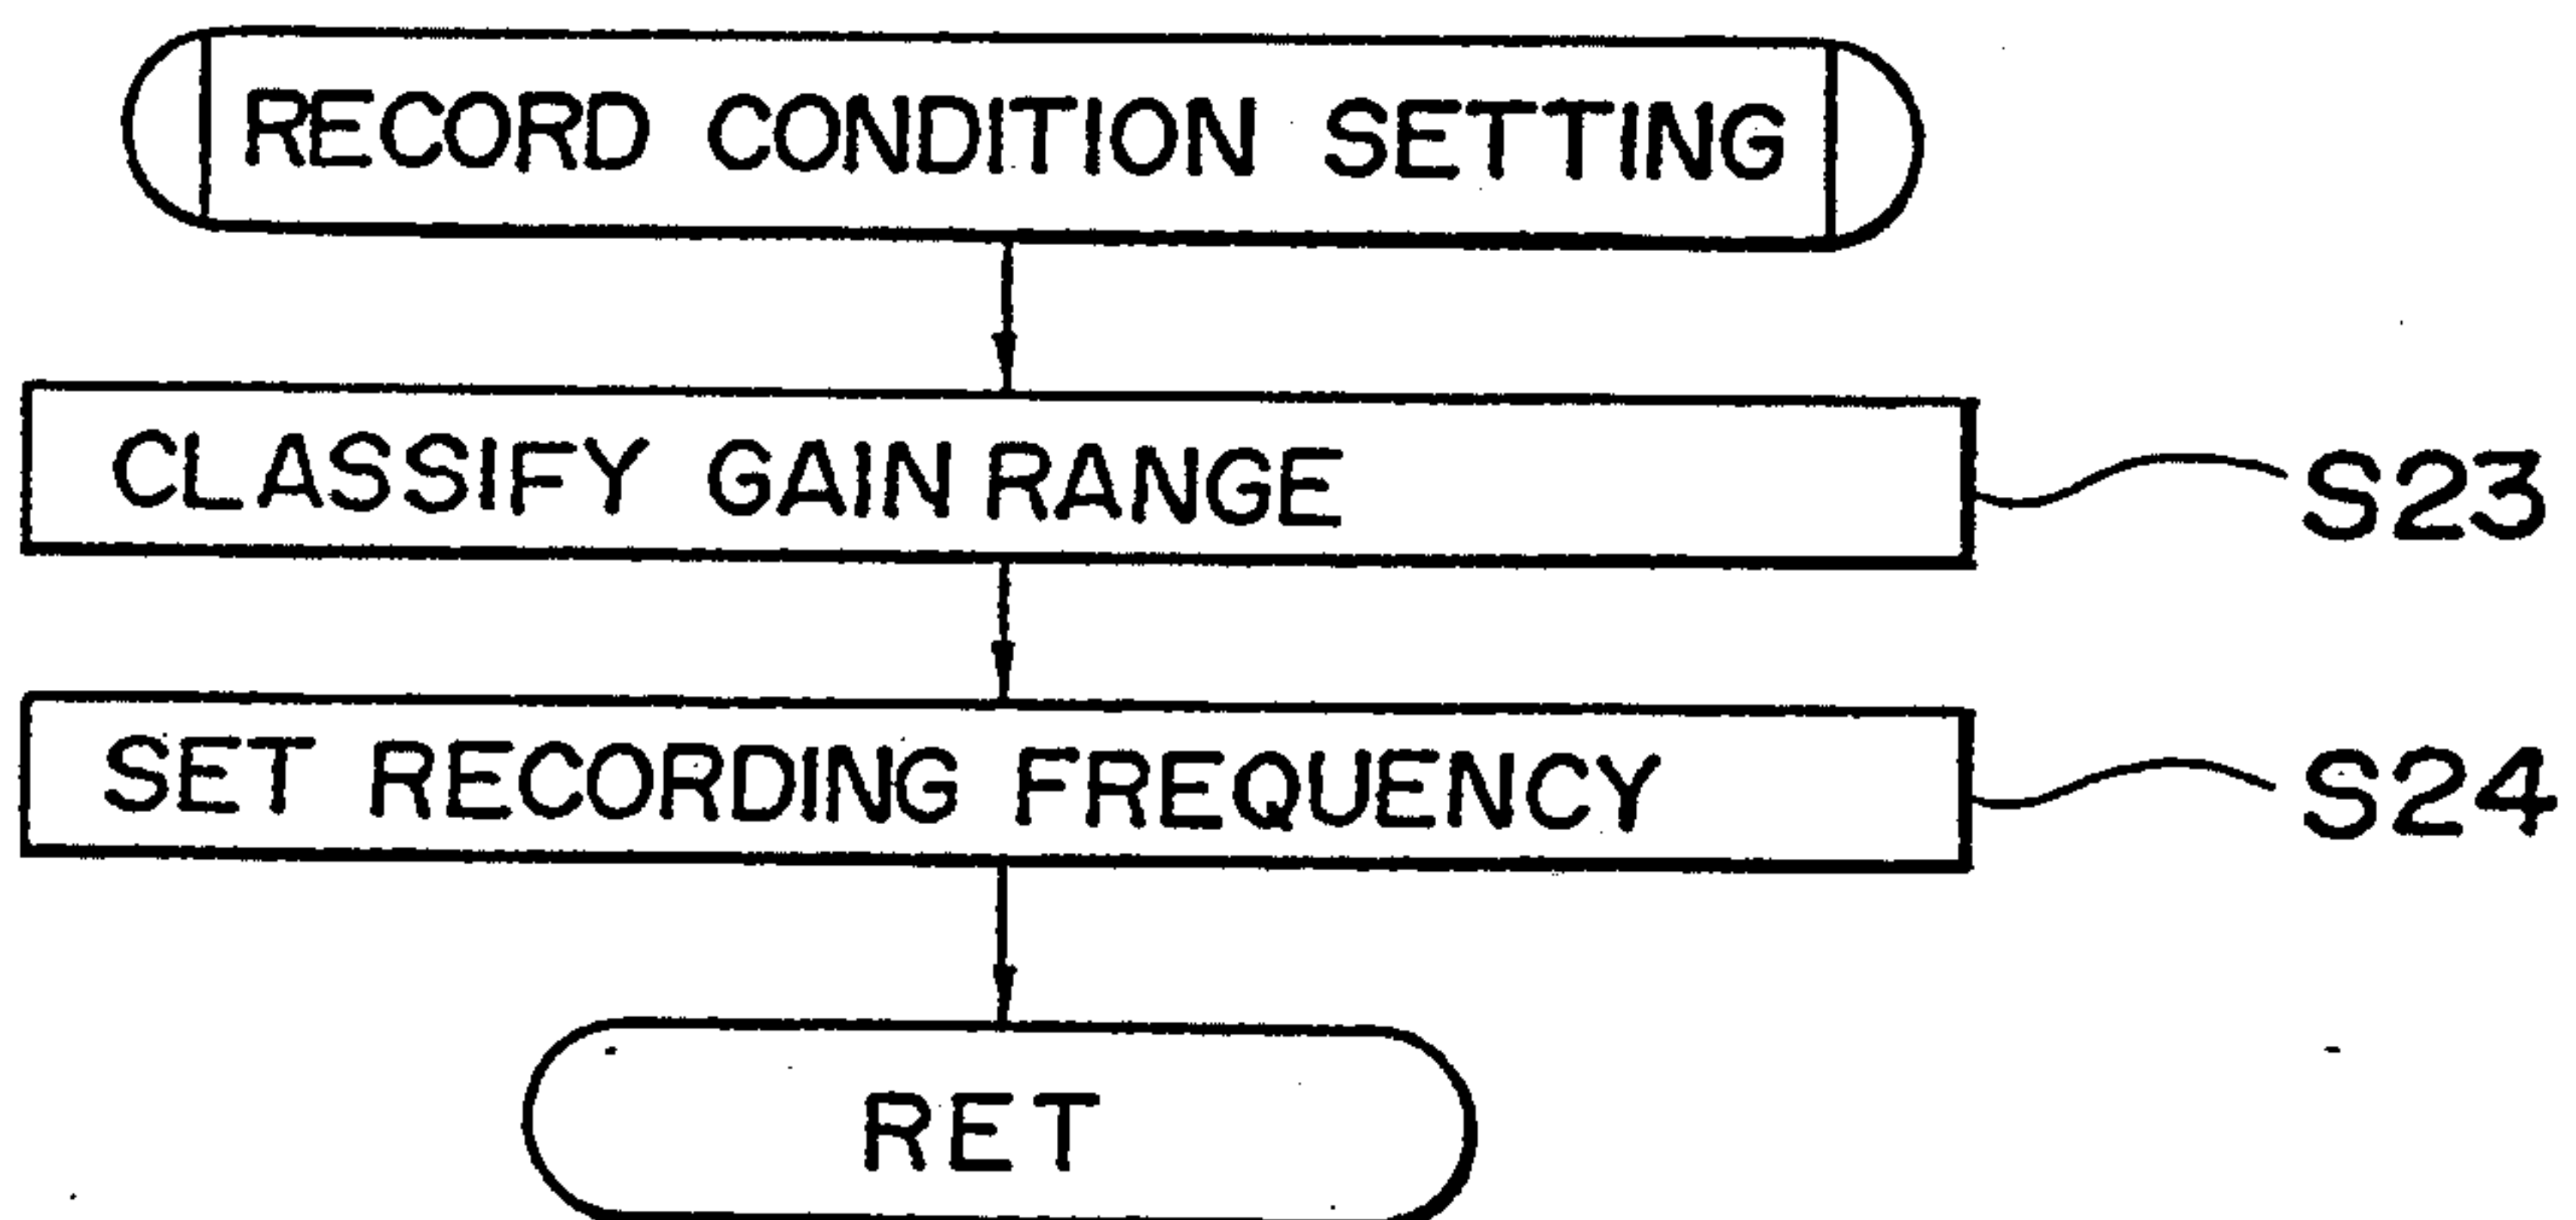 RECORD CONDITION SETTING
CLASSIFY GAIN RANGE
S23
SET RECORDING FREQUENCY
S24
RET